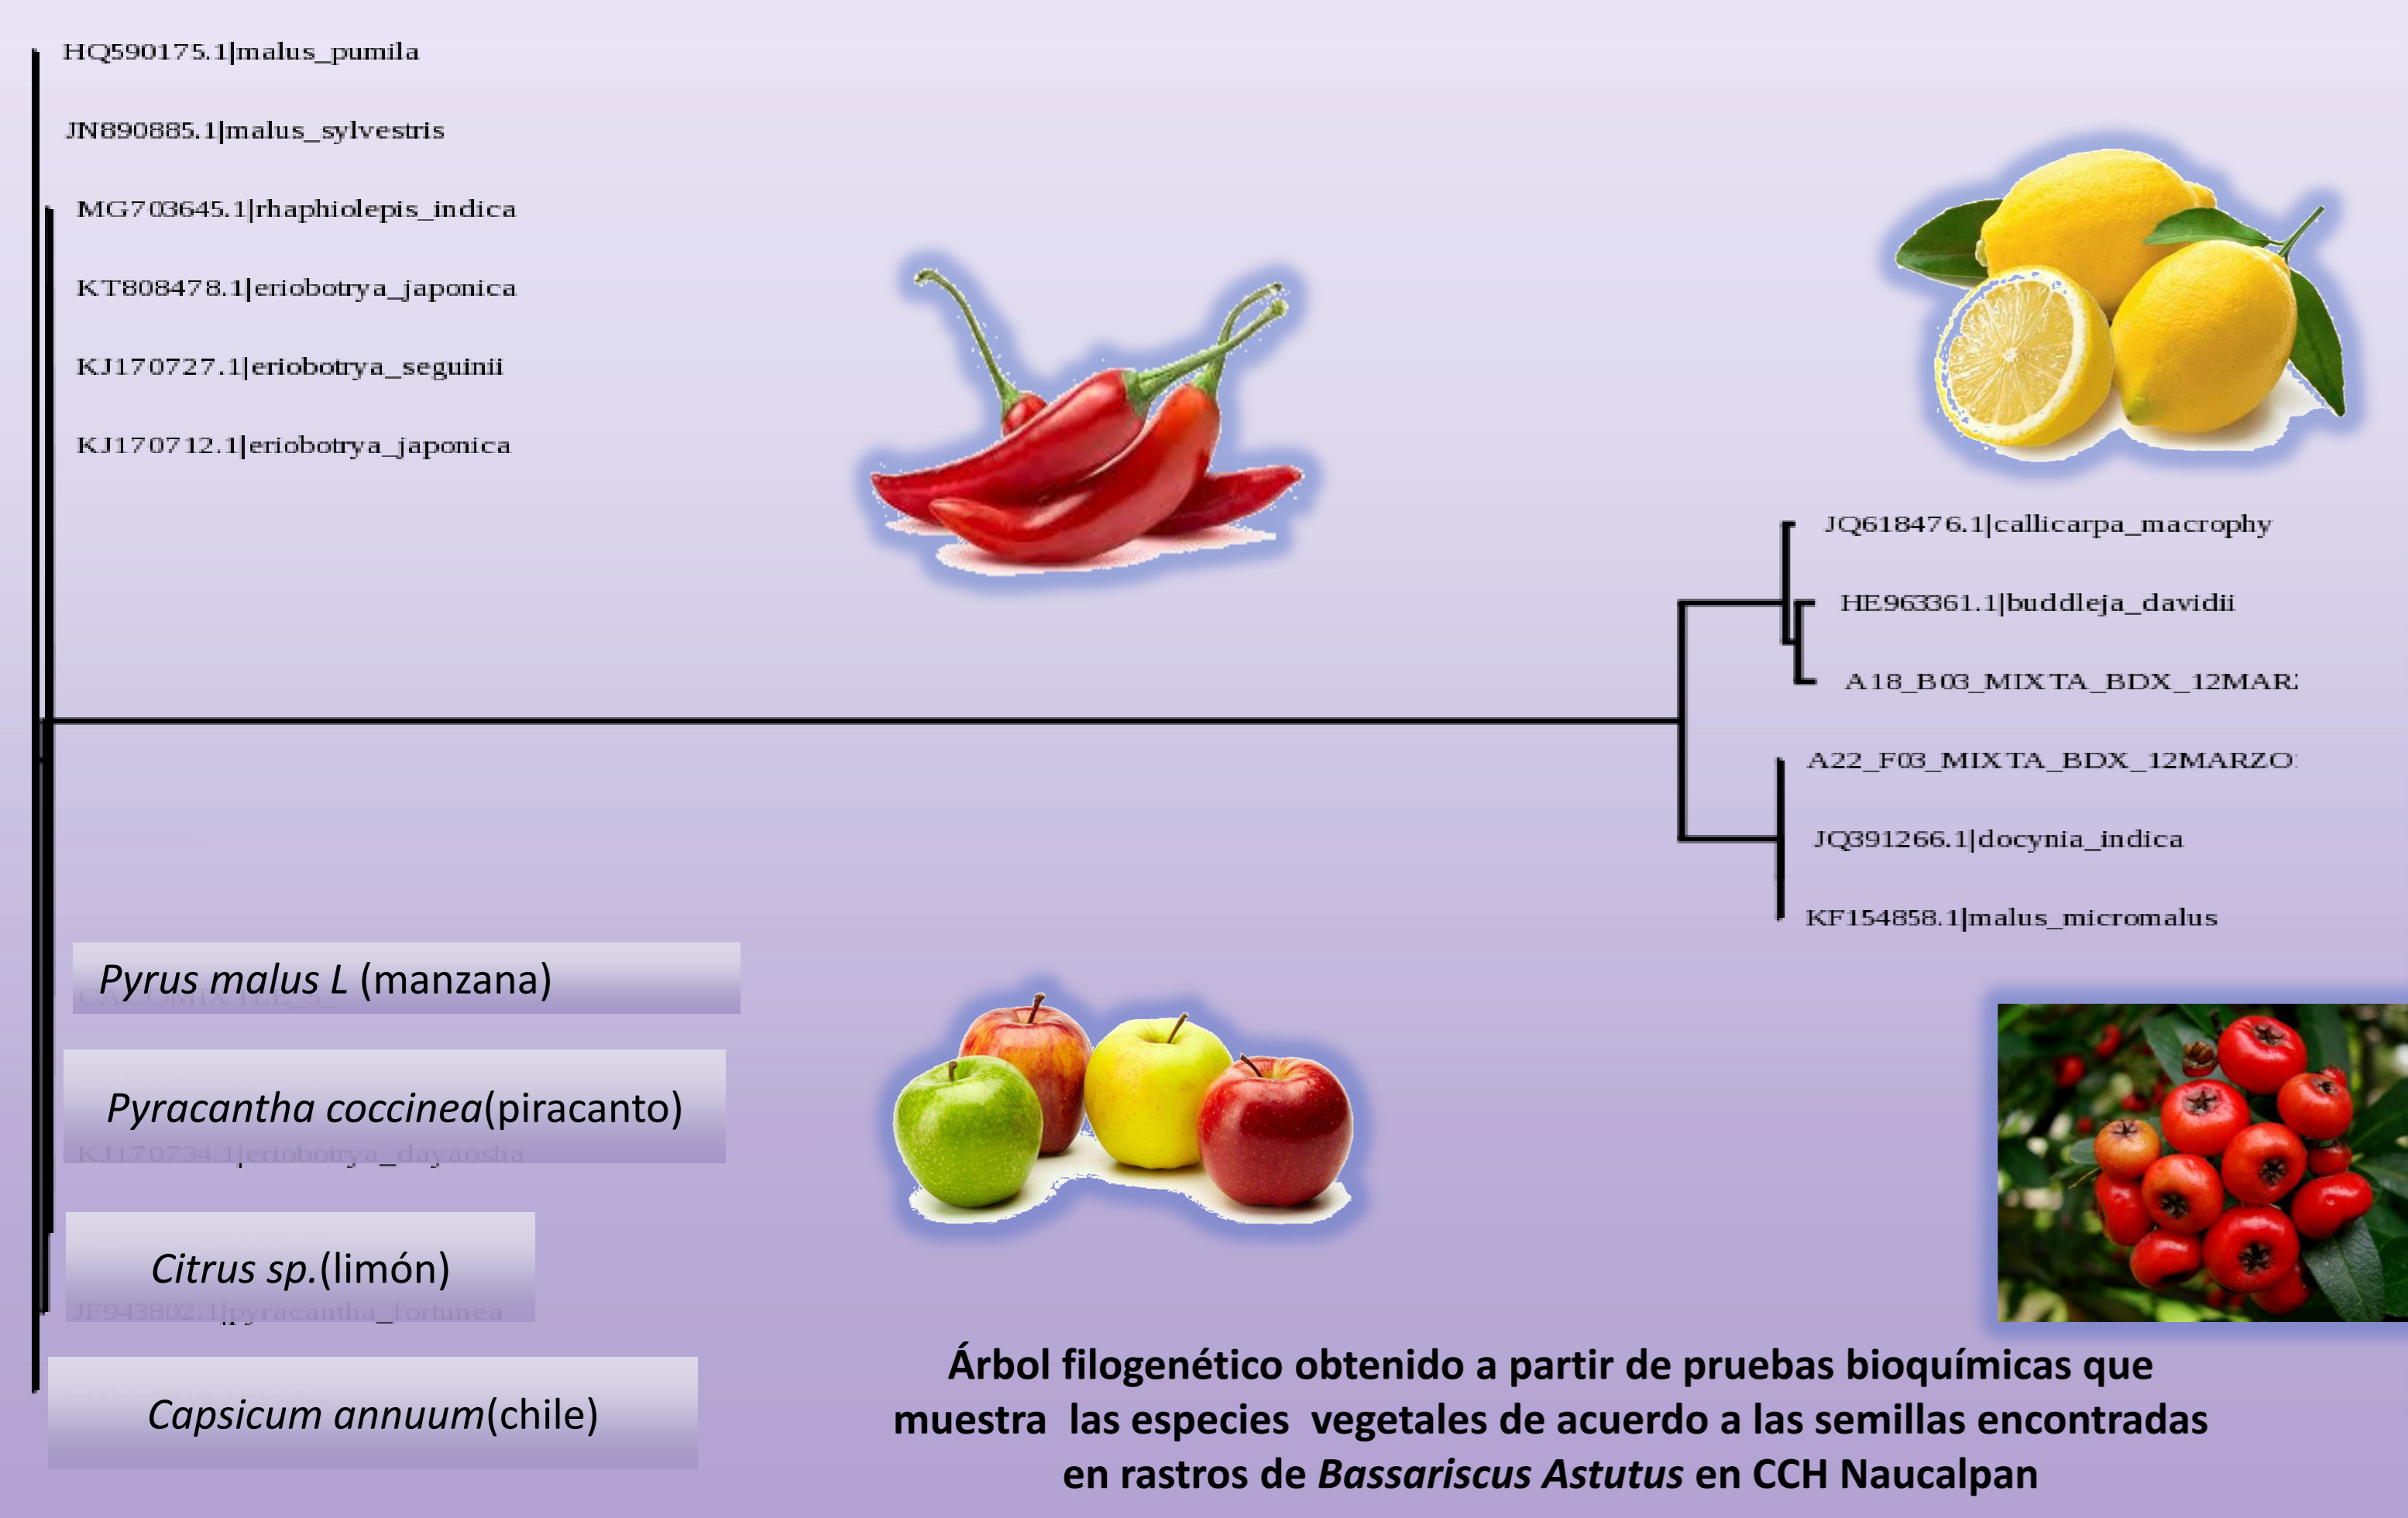 HQ590175.1|malus_pumila
JN890885.1|malus_sylvestris
MG703645.1|rhaphiolepis_indica
KT808478.1|eriobotrya_japonica
KJ170727.1|eriobotrya_seguinii
KJ170712.1|eriobotrya_japonica
JQ618476.1|callicarpa_macrophy
HE963361.1|buddleja_davidii
A18_B03_MIXTA_BDX_12MAR
A22_F03_MIXTA_BDX_12MARZO
JQ391266.1|docynia_indica
KF154858.1|malus_micromalus
Pyrus malus L (manzana)
CACOMIXTLE_5_
Pyracantha coccinea(piracanto)
KJ170734.1|eriobotrya_dayaosha
Citrus sp.(limón)
JF943802.1|pyracantha_fortunea
Capsicum annuum(chile)
Árbol filogenético obtenido a partir de pruebas bioquímicas que
muestra las especies vegetales de acuerdo a las semillas encontradas
en rastros de Bassariscus Astutus en CCH Naucalpan